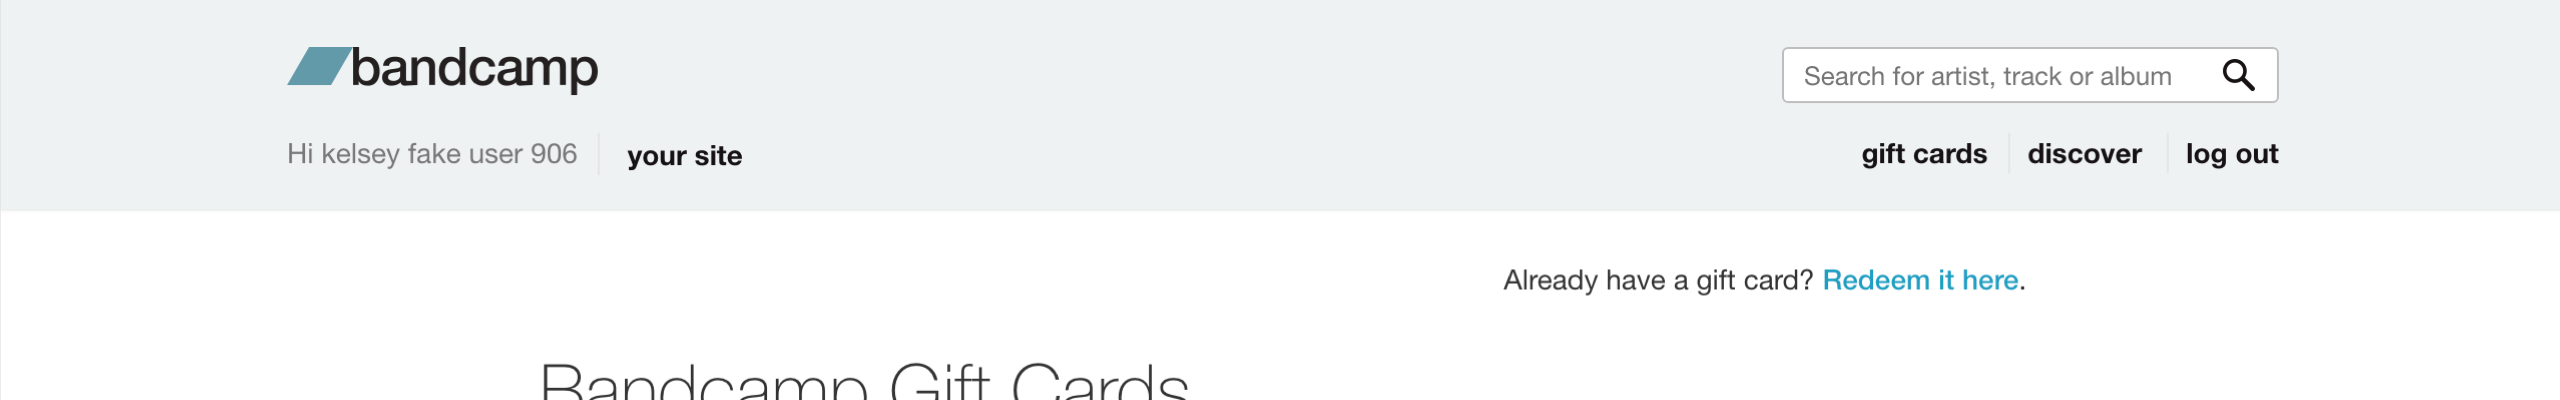 bandcamp
Search for artist, track or album
Hi kelsey fake user 906
your site
gift cards
discover
log out
Already have a gift card? Redeem it here.
Bandcamp Gift Cards